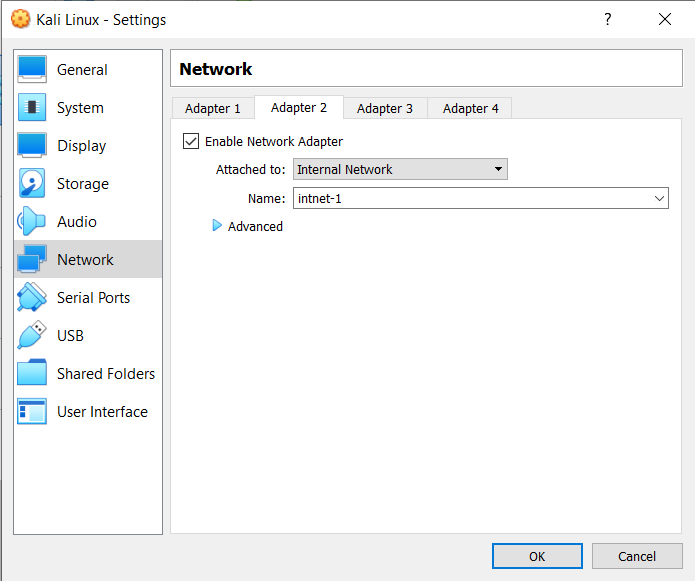 Kali Linux - Settings
?
General
System
Display
Storage
Audio
Network
Serial Ports
USB
Shared Folders
User Interface
Network
Adapter 1
Adapter 2
Adapter 3
Adapter 4
Enable Network Adapter
Attached to: Internal Network
Name: intnet-1
Advanced
OK
Cancel